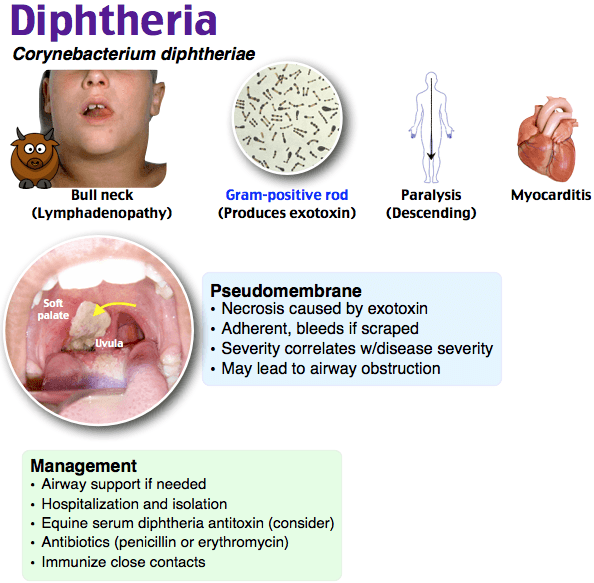 Diphtheria
Corynebacterium diphtheriae
Bull neck
(Lymphadenopathy)
Gram-positive rod
(Produces exotoxin)
Paralysis
(Descending)
Myocarditis
Soft
palate
Uvula
Pseudomembrane
• Necrosis caused by exotoxin
• Adherent, bleeds if scraped
• Severity correlates w/disease severity
• May lead to airway obstruction
Management
• Airway support if needed
• Hospitalization and isolation
• Equine serum diphtheria antitoxin (consider)
• Antibiotics (penicillin or erythromycin)
• Immunize close contacts